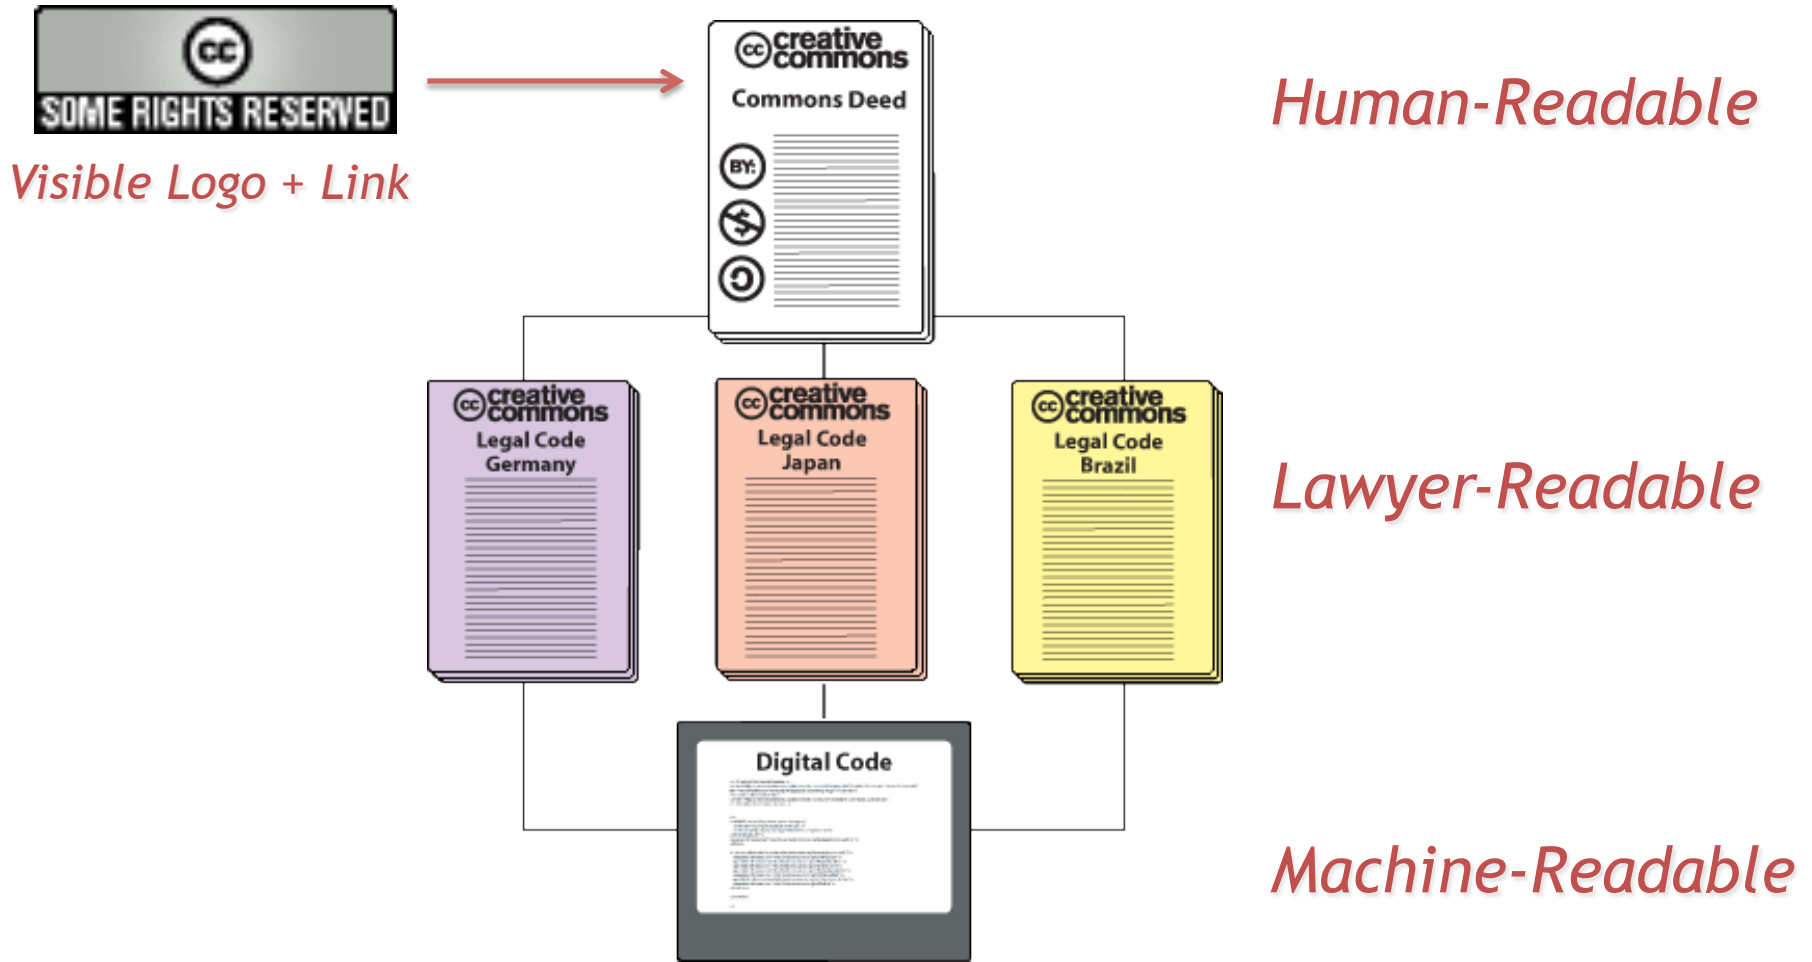 cc
SOME RIGHTS RESERVED
Visible Logo + Link
cc creative
commons
Commons Deed
BY:
$
Human-Readable
cc creative
commons
Legal Code
Germany
cc creative
commons
Legal Code
Japan
cc creative
commons
Legal Code
Brazil
Lawyer-Readable
Digital Code
Machine-Readable